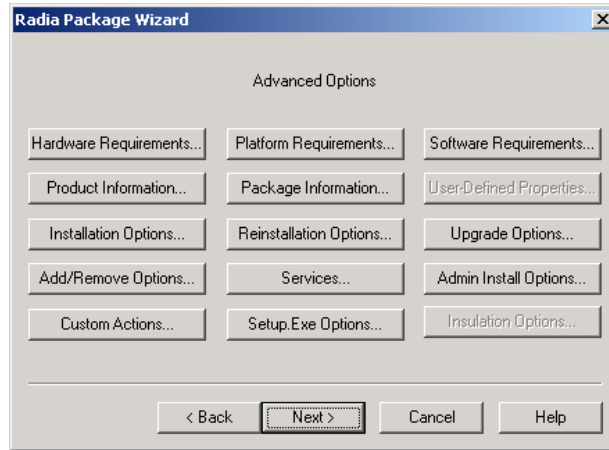 Radia Package Wizard
Advanced Options
Hardware Requirements... Platform Requirements... Software Requirements...
Product Information... Package Information... User-Defined Properties...
Installation Options... Reinstallation Options... Upgrade Options...
Add/Remove Options... Services... Admin Install Options...
Custom Actions... Setup.Exe Options... Insulation Options...
< Back Next > Cancel Help